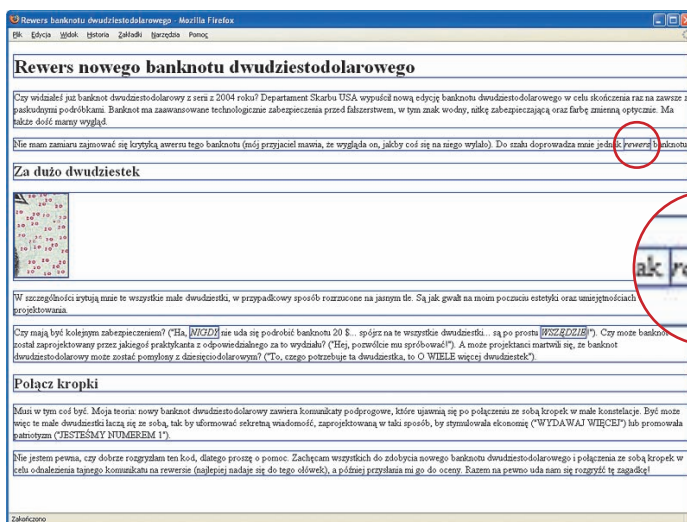 Rewers banknotu dwudziestodolarowego - Mozilla Firefox
Plik Edycja Widok Historia Zakładki Narzędzia Pomoc
Rewers nowego banknotu dwudziestodolarowego
Czy widziałeś już banknot dwudziestodolarowy z serii z 2004 roku? Departament Skarbu USA wypuścił nową edycję banknotu dwudziestodolarowego w celu skończenia raz na zawsze z
paskudnymi podróbkami. Banknot ma zaawansowane technologicznie zabezpieczenia przed fałszerstwem, w tym znak wodny, nitkę zabezpieczającą oraz farbę zmienną optycznie. Ma
także dość marny wygląd.
Nie mam zamiaru zajmować się krytyką awersu tego banknotu (mój przyjaciel mawia, że wygląda on, jakby coś się na niego wylało). Do szału doprowadza mnie jednak rewers banknotu
Za dużo dwudziestek
ak re
W szczególności irytują mnie te wszystkie małe dwudziestki, w przypadkowy sposób rozrzucone na jasnym tle. Są jak gwałt na moim poczuciu estetyki oraz umiejętnościach
projektowania.
Czy mają być kolejnym zabezpieczeniem? ("Ha, NIGDY nie uda się podrobić banknotu 20 $... spójrz na te wszystkie dwudziestki... są po prostu WSZĘDZIE!"). Czy może banknot
został zaprojektowany przez jakiegoś praktykanta z odpowiedzialnego za to wydziału? ("Hej, pozwólcie mu spróbować!"). A może projektanci martwili się, że banknot
dwudziestodolarowy może zostać pomylony z dziesięciodolarowym? ("To, czego potrzebuje ta dwudziestka, to O WIELE więcej dwudziestek").
Połącz kropki
Musi w tym coś być. Moja teoria: nowy banknot dwudziestodolarowy zawiera komunikaty podprogowe, które ujawnią się po połączeniu ze sobą kropek w małe konstelacje. Być może
więc te małe dwudziestki łączą się ze sobą, tak by uformować sekretną wiadomość, zaprojektowaną w taki sposób, by stymulowała ekonomię ("WYDAWAJ WIĘCEJ") lub promowała
patriotyzm ("JESTEŚMY NUMEREM 1").
Nie jestem pewna, czy dobrze rozgryzłam ten kod, dlatego proszę o pomoc. Zachęcam wszystkich do zdobycia nowego banknotu dwudziestodolarowego i połączenia ze sobą kropek w
celu odnalezienia tajnego komunikatu na rewersie (najlepiej nadaje się do tego ołówek), a później przysłania mi go do oceny. Razem na pewno uda nam się rozgryźć tę zagadkę!
Zakończono